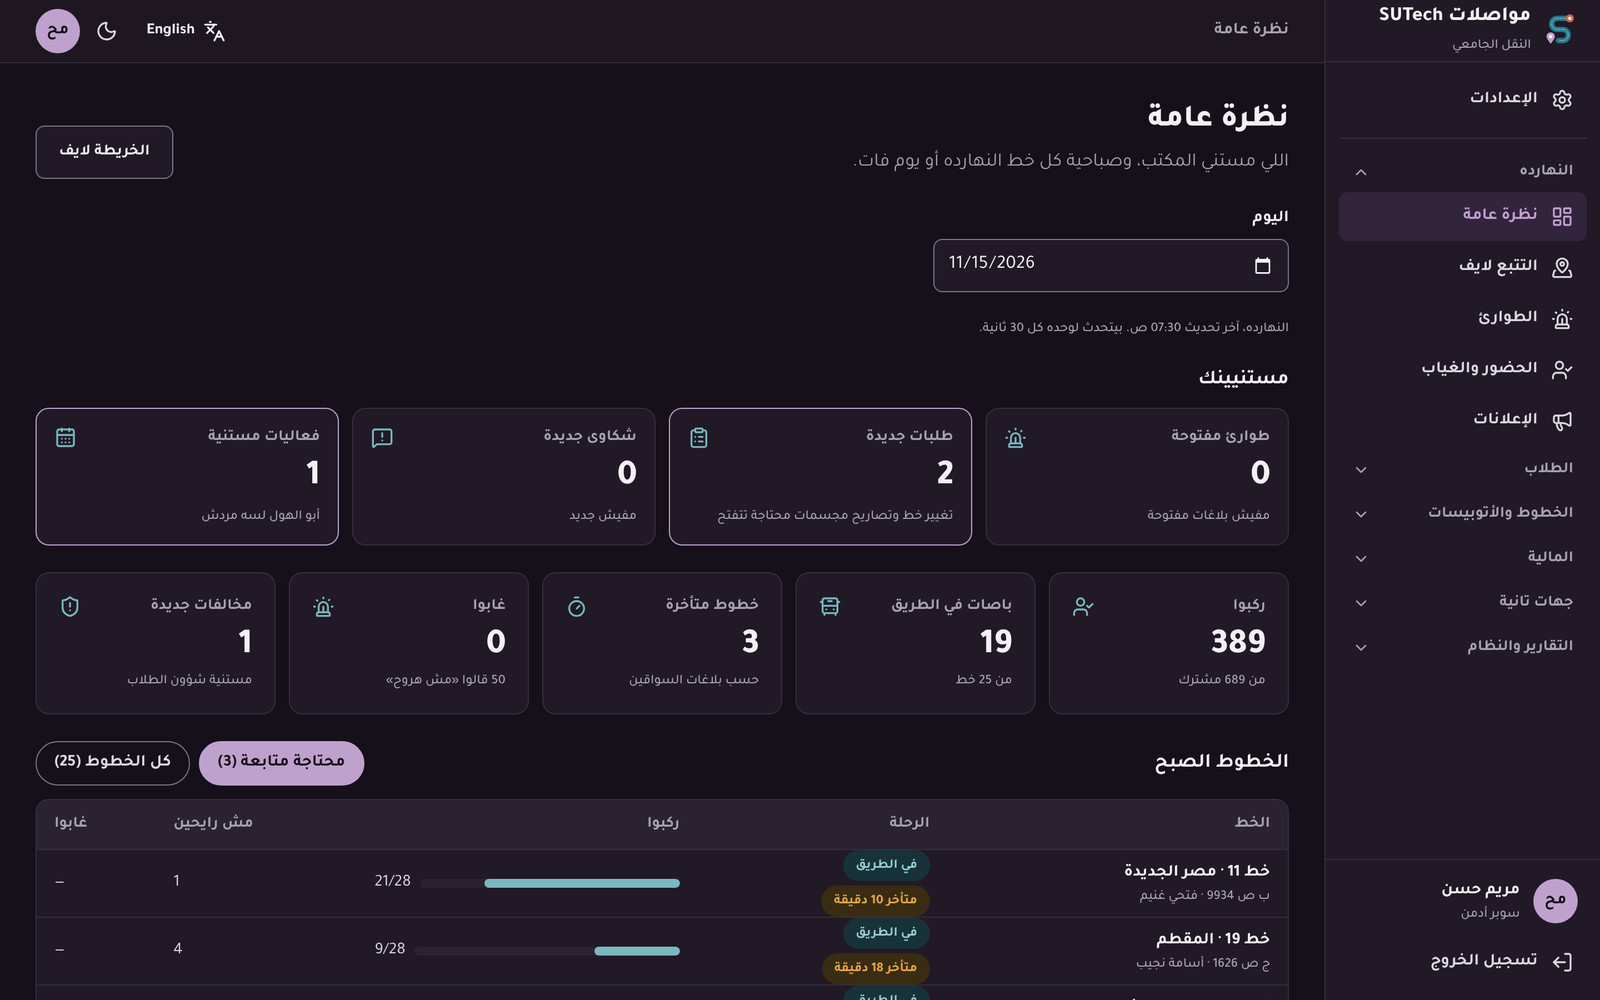 مواصلات SUTech
النقل الجامعي
الإعدادات
النهارده
نظرة عامة
التتبع لايف
الطوارئ
الحضور والغياب
الإعلانات
الطلاب
الخطوط والأتوبيسات
المالية
جهات تانية
التقارير والنظام
مح
مريم حسن
سوبر أدمن
تسجيل الخروج
نظرة عامة
English
مح
نظرة عامة
اللي مستني المكتب، وصباحية كل خط النهارده أو يوم فات.
الخريطة لايف
اليوم
11/15/2026
النهارده، آخر تحديث 07:30 ص. بيتحدث لوحده كل 30 ثانية.
مستنيينك
طوارئ مفتوحة
0
مفيش بلاغات مفتوحة
طلبات جديدة
2
تغيير خط وتصاريح مجسمات محتاجة تتفتح
شكاوى جديدة
0
مفيش جديد
فعاليات مستنية
1
أبو الهول لسه مردش
ركبوا
389
من 689 مشترك
باصات في الطريق
19
من 25 خط
خطوط متأخرة
3
حسب بلاغات السواقين
غابوا
0
50 قالوا «مش هروح»
مخالفات جديدة
1
مستنية شؤون الطلاب
الخطوط الصبح
محتاجة متابعة (3)
كل الخطوط (25)
الخط الرحلة ركبوا مش رايحين غابوا
خط 11 · مصر الجديدة
ب ص 9934 · فتحي غنيم
في الطريق
متأخر 10 دقيقة
21/28
1
–
خط 19 · المقطم
ج ص 1626 · أسامة نجيب
في الطريق
متأخر 18 دقيقة
9/28
4
–
في الطريق